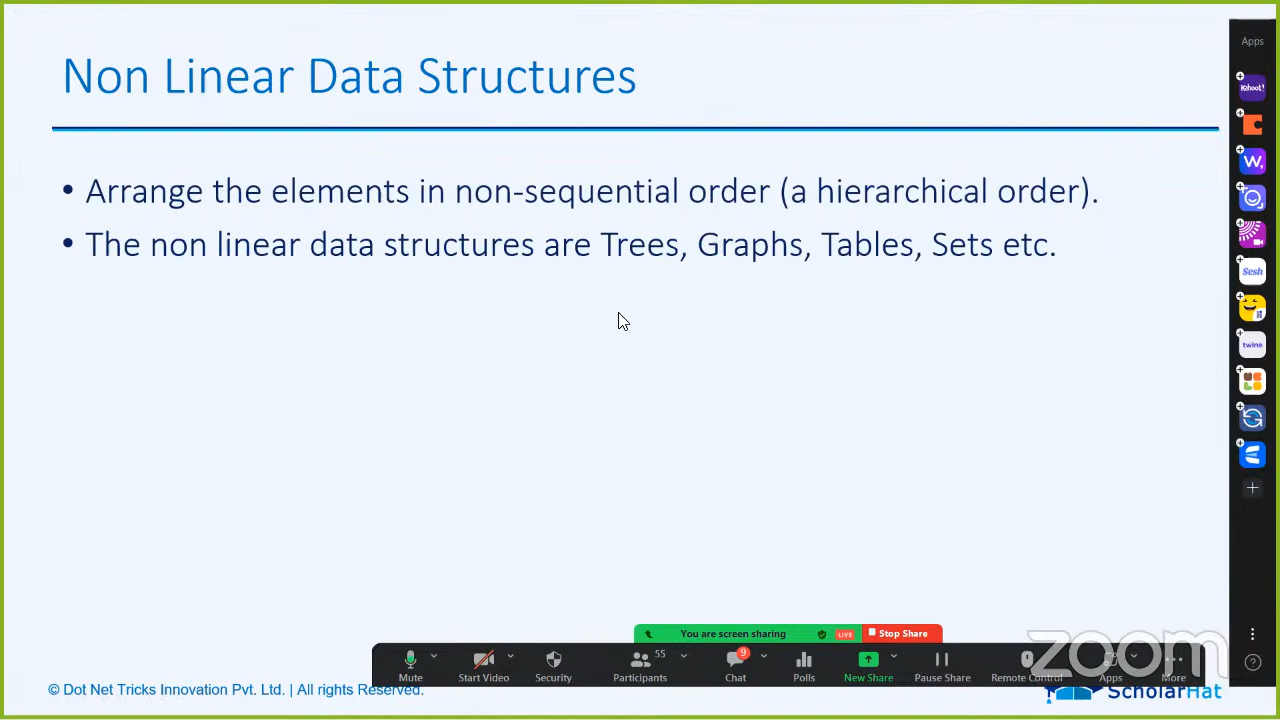 Non Linear Data Structures
• Arrange the elements in non-sequential order (a hierarchical order).
• The non linear data structures are Trees, Graphs, Tables, Sets etc.
Apps
Kahoot!
W,
Sesh
twine
You are screen sharing
LIVE
Stop Share
55
9
Mute
Start Video
Security
Participants
Chat
Polls
New Share
Pause Share
Remote Control
Apps
More
zoom
© Dot Net Tricks Innovation Pvt. Ltd. | All rights Reserved.
ScholarHat